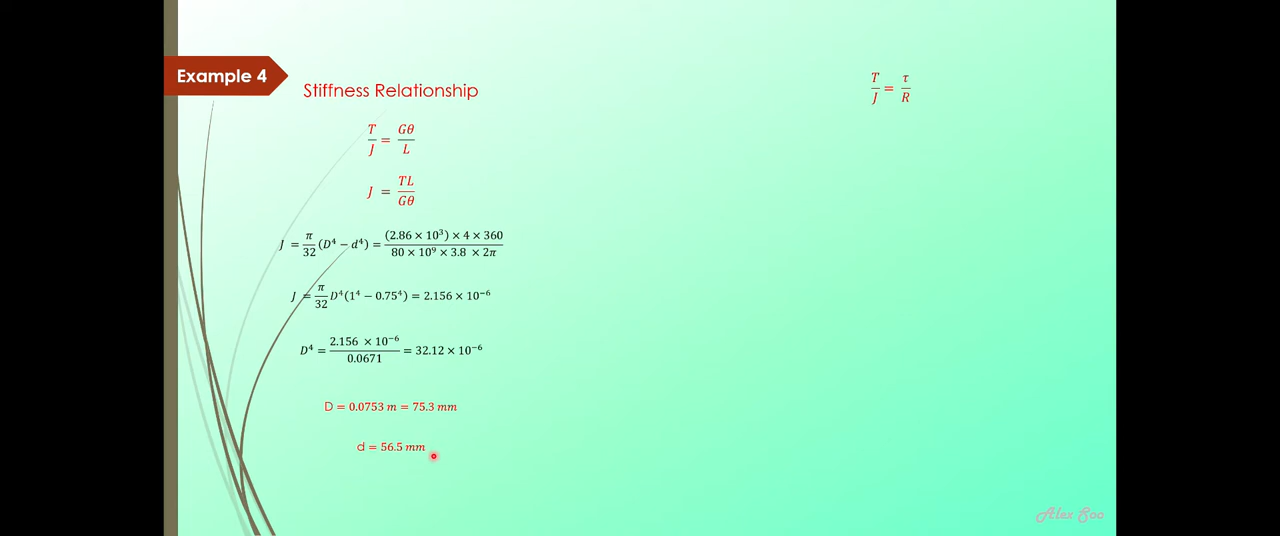 Example 4
Stiffness Relationship
T/J = Gθ/L
J = TL/Gθ
J = π/32 (D⁴ − d⁴) = (2.86 × 10³) × 4 × 360 / 80 × 10⁹ × 3.8 × 2π
J = π/32 D⁴(1⁴ − 0.75⁴) = 2.156 × 10⁻⁶
D⁴ = 2.156 × 10⁻⁶ / 0.0671 = 32.12 × 10⁻⁶
D = 0.0753 m = 75.3 mm
d = 56.5 mm
T/J = τ/R
Alex Boo